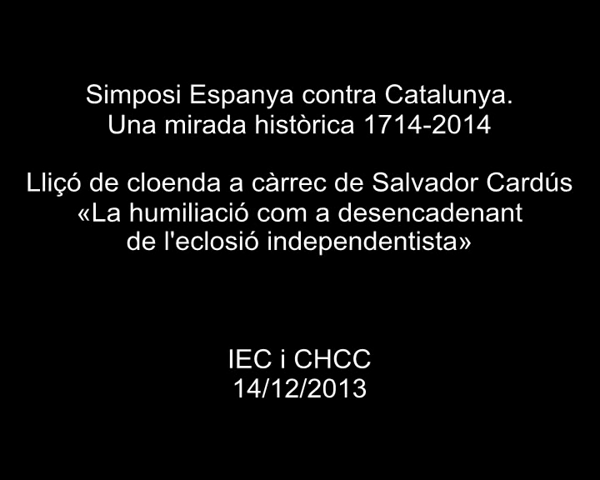 Simposi Espanya contra Catalunya.
Una mirada històrica 1714-2014
Lliçó de cloenda a càrrec de Salvador Cardús
«La humiliació com a desencadenant
de l'eclosió independentista»
IEC i CHCC
14/12/2013